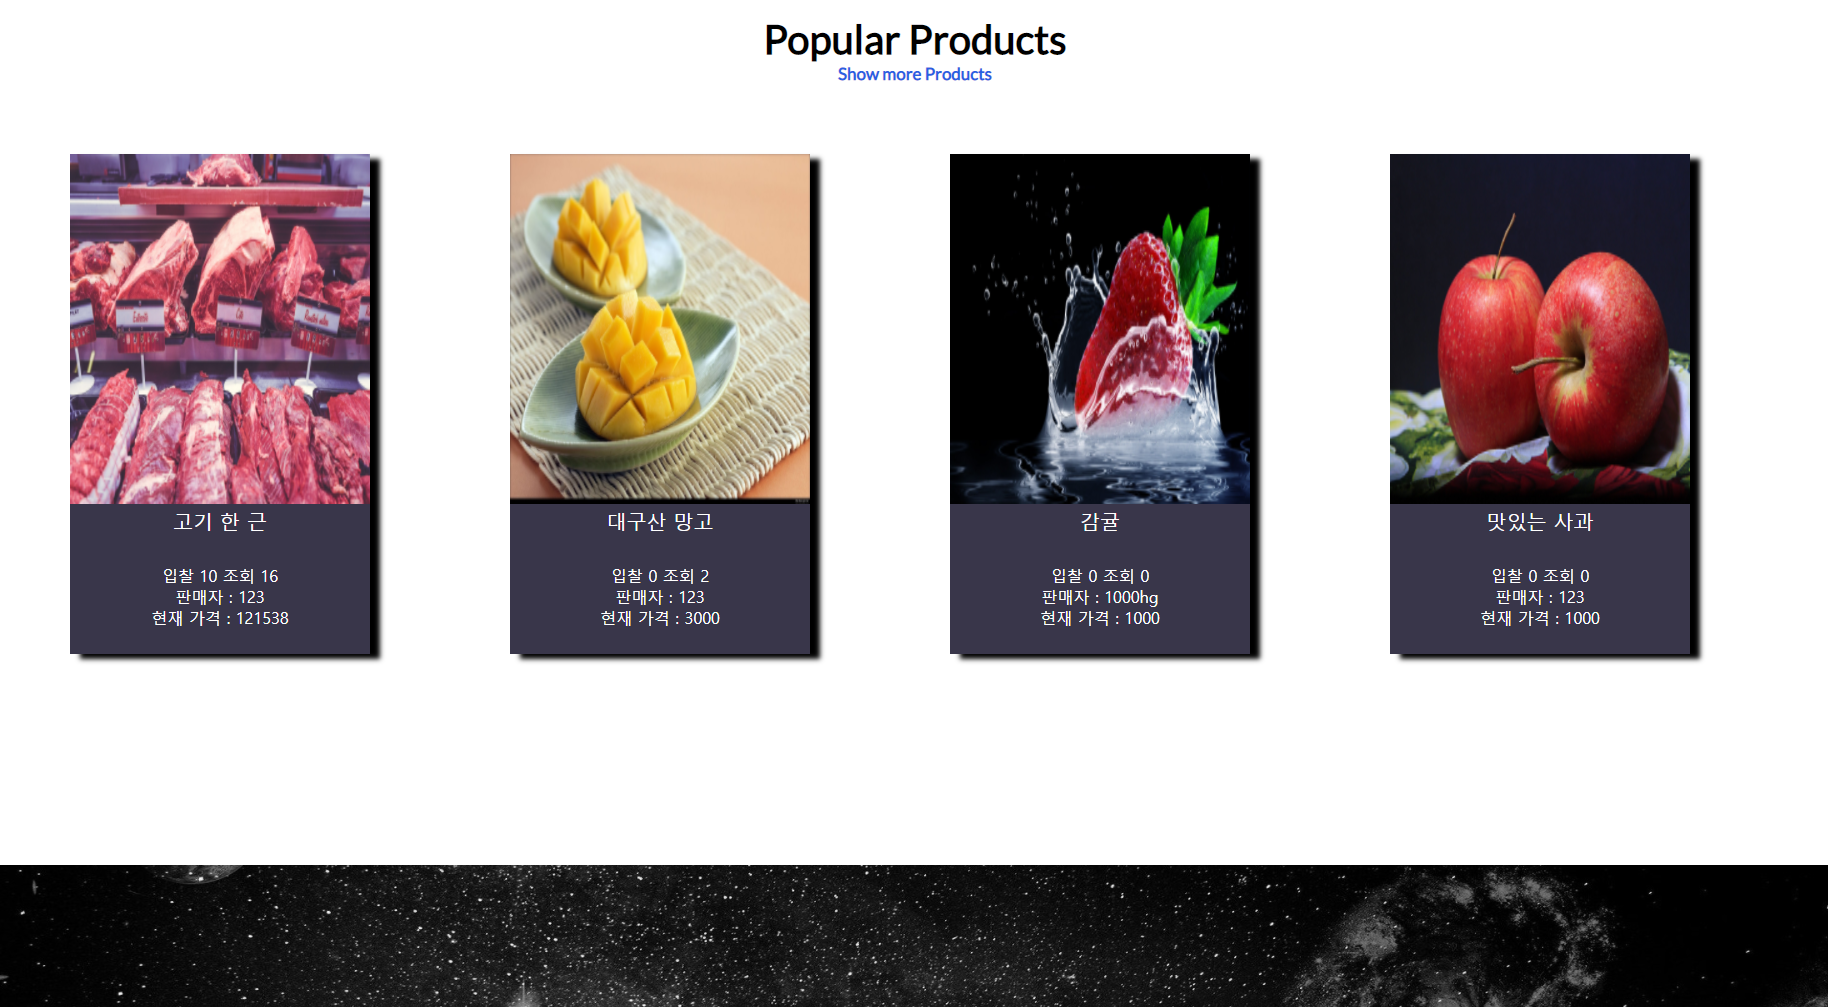 Popular Products
Show more Products
고기 한 근
입찰 10 조회 16
판매자 : 123
현재 가격 : 121538
대구산 망고
입찰 0 조회 2
판매자 : 123
현재 가격 : 3000
감귤
입찰 0 조회 0
판매자 : 1000hg
현재 가격 : 1000
맛있는 사과
입찰 0 조회 0
판매자 : 123
현재 가격 : 1000